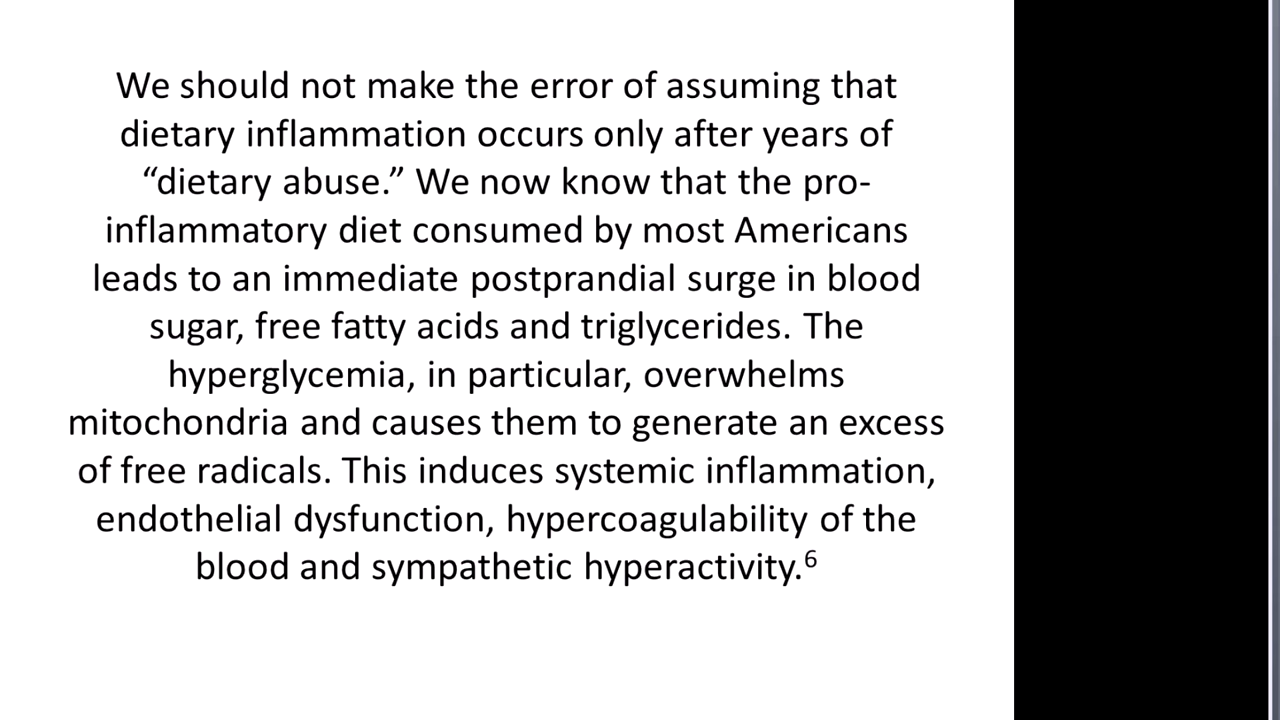 We should not make the error of assuming that
dietary inflammation occurs only after years of
“dietary abuse.” We now know that the pro-
inflammatory diet consumed by most Americans
leads to an immediate postprandial surge in blood
sugar, free fatty acids and triglycerides. The
hyperglycemia, in particular, overwhelms
mitochondria and causes them to generate an excess
of free radicals. This induces systemic inflammation,
endothelial dysfunction, hypercoagulability of the
blood and sympathetic hyperactivity.⁶